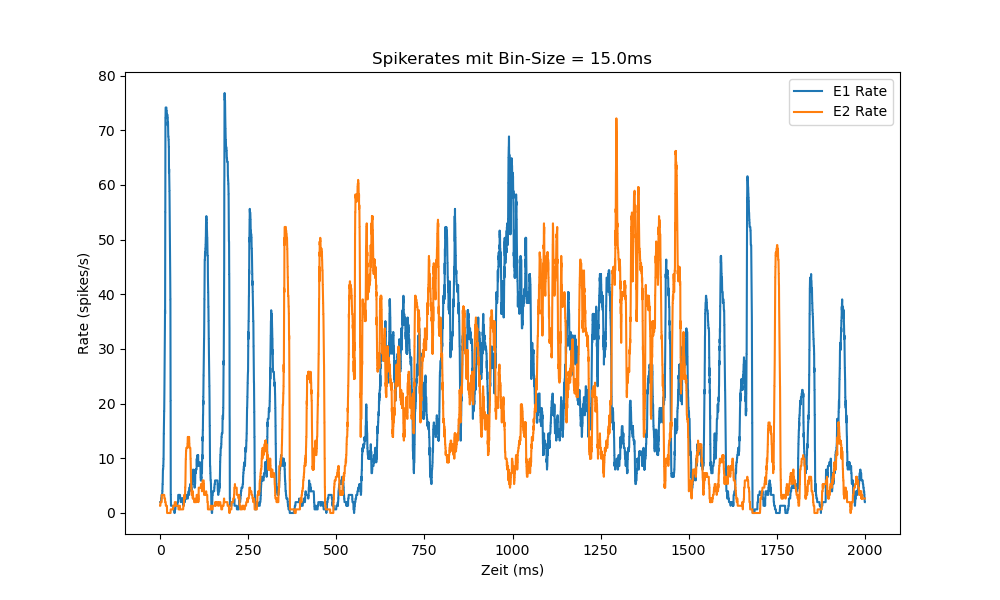 Spikerates mit Bin-Size = 15.0ms
E1 Rate
E2 Rate
80
70
60
50
40
30
20
10
0
Rate (spikes/s)
0 250 500 750 1000 1250 1500 1750 2000
Zeit (ms)